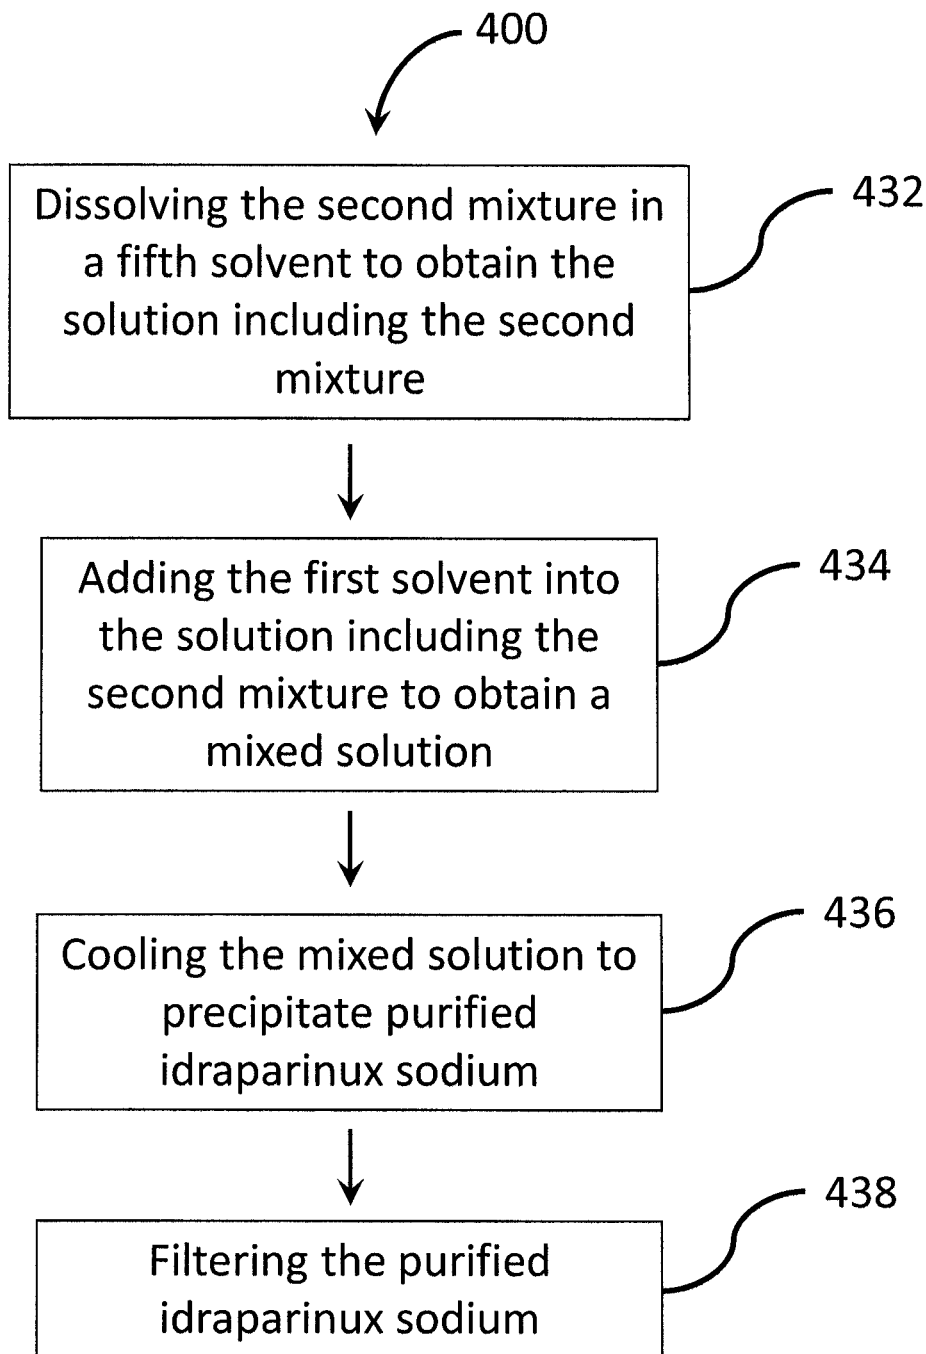 400
Dissolving the second mixture in
a fifth solvent to obtain the
solution including the second
mixture
432
Adding the first solvent into
the solution including the
second mixture to obtain a
mixed solution
434
Cooling the mixed solution to
precipitate purified
idraparinux sodium
436
Filtering the purified
idraparinux sodium
438